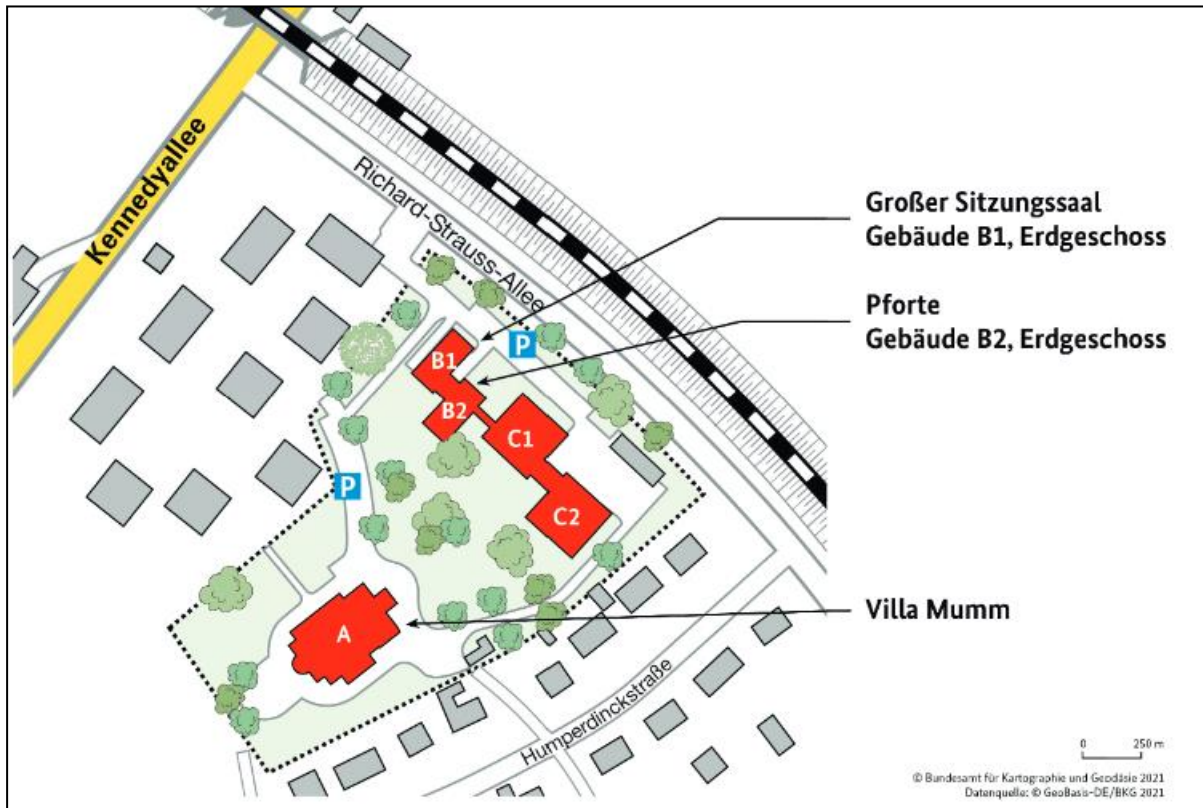 Kennedyallee
Richard-Strauss-Allee
Großer Sitzungssaal
Gebäude B1, Erdgeschoss
Pforte
Gebäude B2, Erdgeschoss
P
B1
B2
C1
P
C2
A
Villa Mumm
Humperdinckstraße
0 250 m
© Bundesamt für Kartographie und Geodäsie 2021
Datenquelle: © GeoBasis-DE/BKG 2021